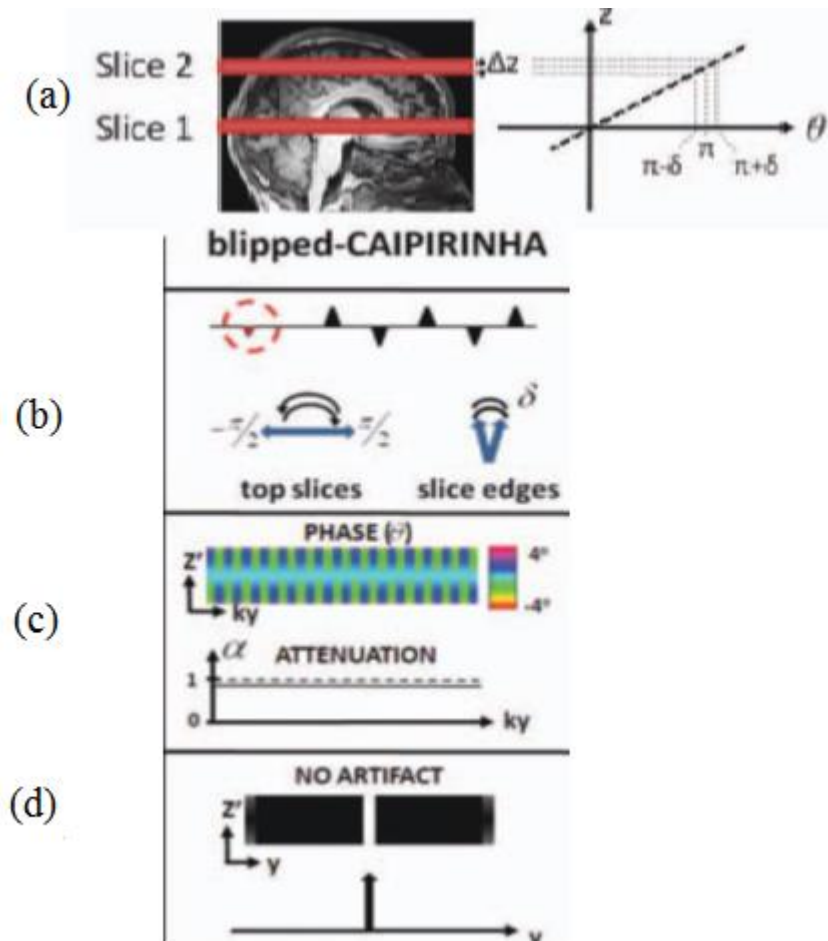 (a)
Slice 2
Slice 1
Δz
z
θ
π-δ
π
π+δ
blipped-CAIPIRINHA
(b)
-π/2
π/2
δ
top slices
slice edges
(c)
PHASE (θ)
z'
ky
4°
-4°
α
ATTENUATION
1
0
ky
(d)
NO ARTIFACT
z'
y
y